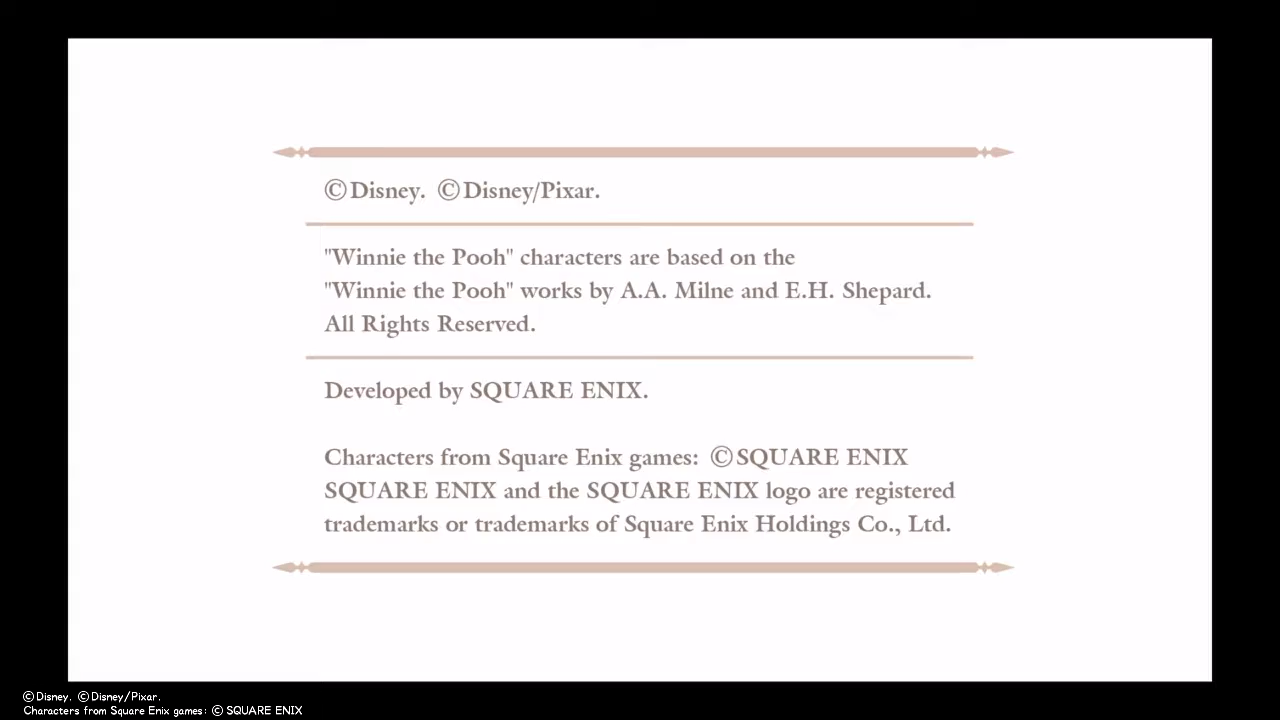 ©Disney. ©Disney/Pixar.
"Winnie the Pooh" characters are based on the
"Winnie the Pooh" works by A.A. Milne and E.H. Shepard.
All Rights Reserved.
Developed by SQUARE ENIX.
Characters from Square Enix games: ©SQUARE ENIX
SQUARE ENIX and the SQUARE ENIX logo are registered
trademarks or trademarks of Square Enix Holdings Co., Ltd.
©Disney. ©Disney/Pixar.
Characters from Square Enix games: © SQUARE ENIX